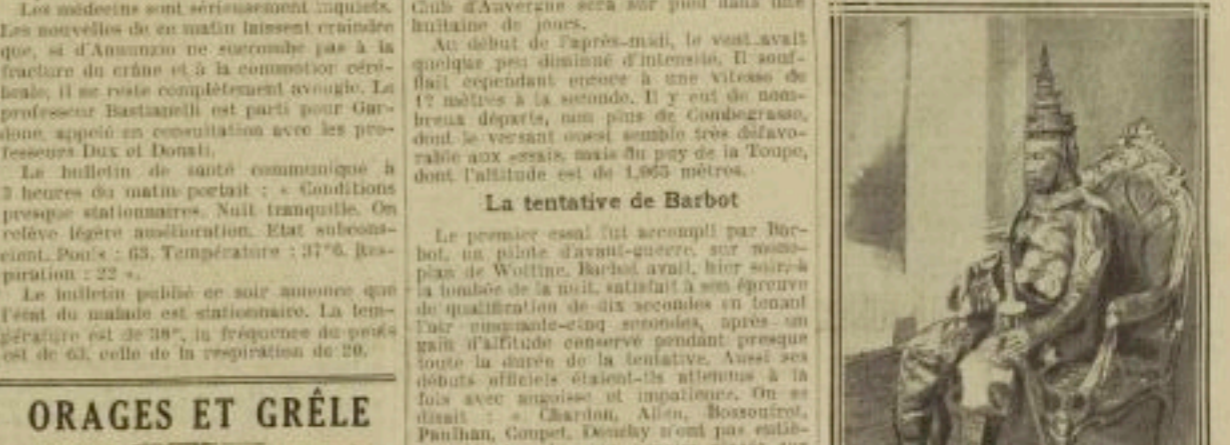 Les médecins sont sérieusement inquiets.
Les nouvelles de ce matin laissent craindre
que, si d'Annunzio ne succombe pas à la
fracture du crâne et à la commotion céré-
brale, il ne reste complètement aveugle. Le
professeur Bastianelli est parti pour Gar-
done, appelé en consultation avec les pro-
fesseurs Dux et Donati.
Le bulletin de santé communiqué à
3 heures du matin portait : « Conditions
presque stationnaires. Nuit tranquille. On
relève légère amélioration. Etat subcons-
cient. Pouls : 63. Température : 37°6. Res-
piration : 22 ».
Le bulletin publié ce soir annonce que
l'état du malade est stationnaire. La tem-
pérature est de 38°, la fréquence du pouls
est de 63, celle de la respiration de 20.
ORAGES ET GRÊLE
Club d'Auvergne sera sur pied dans une
huitaine de jours.
Au début de l'après-midi, le vent avait
quelque peu diminué d'intensité. Il souf-
flait cependant encore à une vitesse de
17 mètres à la seconde. Il y eut de nom-
breux départs, non plus de Combegrasse,
dont le versant ouest semble très défavo-
rable aux essais, mais du puy de la Toupe,
dont l'altitude est de 1,065 mètres.
La tentative de Barbot
Le premier essai fut accompli par Bar-
bot, un pilote d'avant-guerre, sur mono-
plan de Wottine. Barbot avait, hier soir, à
la tombée de la nuit, satisfait à son épreuve
de qualification de dix secondes en tenant
l'air cinquante-cinq secondes, après un
gain d'altitude conservé pendant presque
toute la durée de la tentative. Aussi ses
débuts officiels étaient-ils attendus à la
fois avec angoisse et impatience. On se
disait : « Chardon, Allen, Bossoutrot,
Paulhan, Coupet, Douchy n'ont pas entiè-